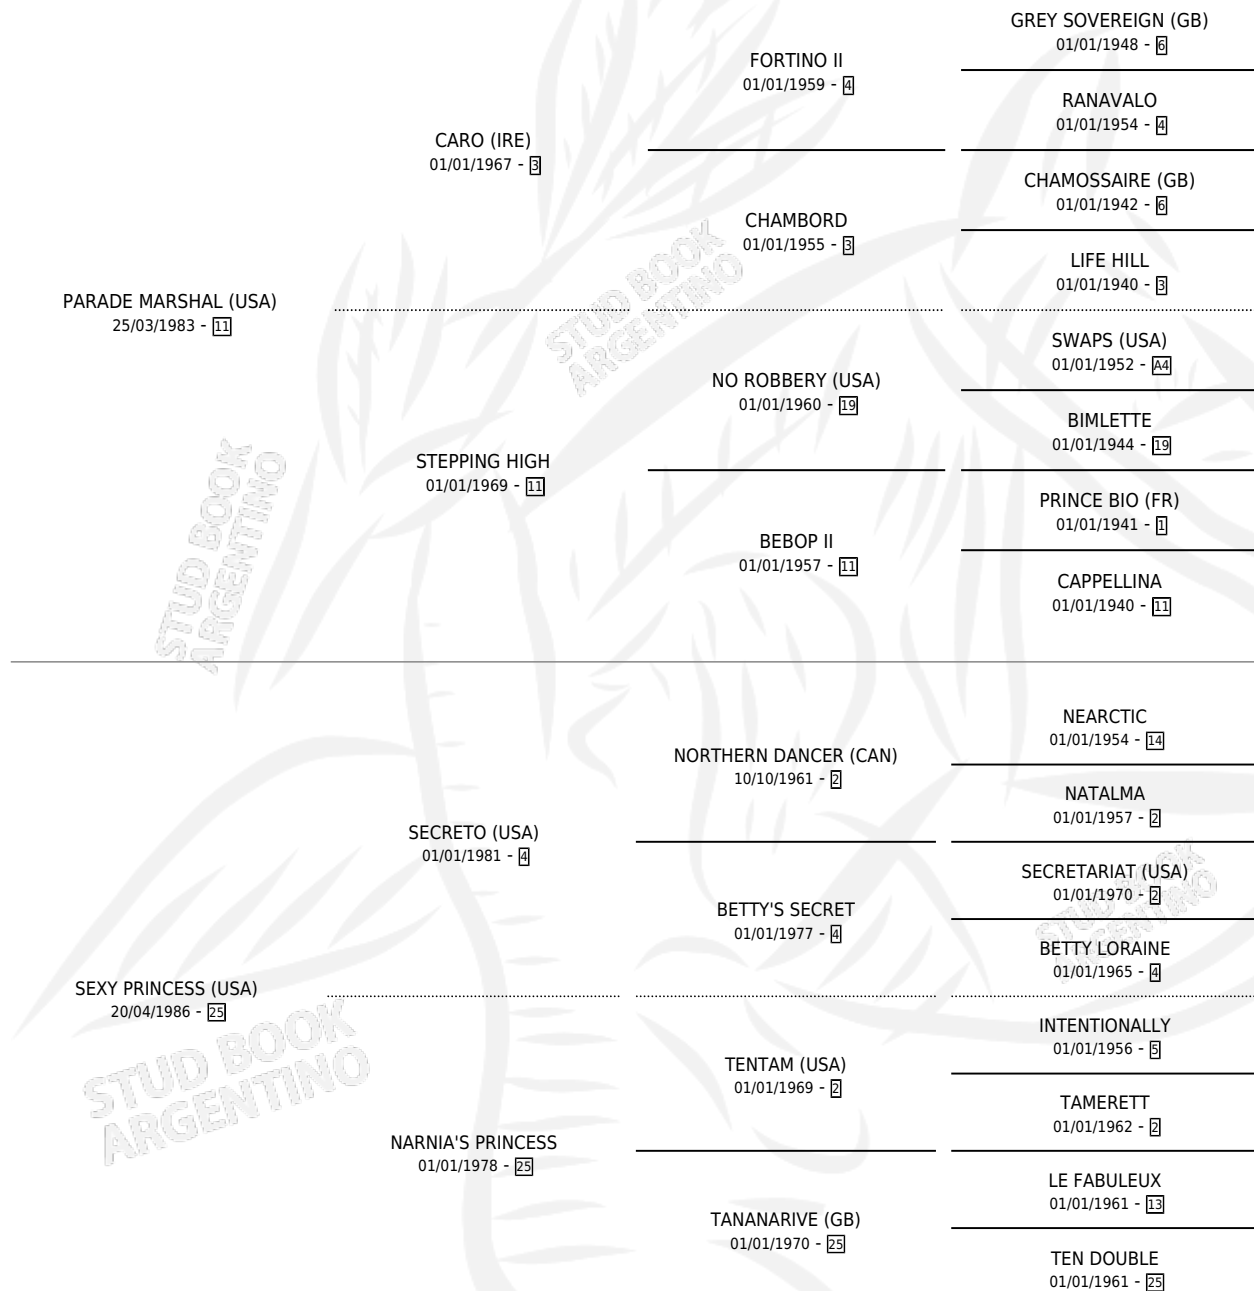 GREY SOVEREIGN (GB)
01/01/1948 - 6
FORTINO II
01/01/1959 - 4
RANAVALO
01/01/1954 - 4
CARO (IRE)
01/01/1967 - 3
CHAMOSSAIRE (GB)
01/01/1942 - 6
CHAMBORD
01/01/1955 - 3
LIFE HILL
01/01/1940 - 3
PARADE MARSHAL (USA)
25/03/1983 - 11
STUD BOOK
ARGENTINO
SWAPS (USA)
01/01/1952 - A4
NO ROBBERY (USA)
01/01/1960 - 19
BIMLETTE
01/01/1944 - 19
STEPPING HIGH
01/01/1969 - 11
PRINCE BIO (FR)
01/01/1941 - 1
BEBOP II
01/01/1957 - 11
CAPPELLINA
01/01/1940 - 11
STUD BOOK
ARGENTINO
NEARCTIC
01/01/1954 - 14
NORTHERN DANCER (CAN)
10/10/1961 - 2
NATALMA
01/01/1957 - 2
SECRETO (USA)
01/01/1981 - 4
SECRETARIAT (USA)
01/01/1970 - 2
BETTY'S SECRET
01/01/1977 - 4
STUD BOOK
ARGENTINO
BETTY LORAINE
01/01/1965 - 4
SEXY PRINCESS (USA)
20/04/1986 - 25
STUD BOOK
ARGENTINO
INTENTIONALLY
01/01/1956 - 5
TENTAM (USA)
01/01/1969 - 2
TAMERETT
01/01/1962 - 2
NARNIA'S PRINCESS
01/01/1978 - 25
LE FABULEUX
01/01/1961 - 13
TANANARIVE (GB)
01/01/1970 - 25
TEN DOUBLE
01/01/1961 - 25